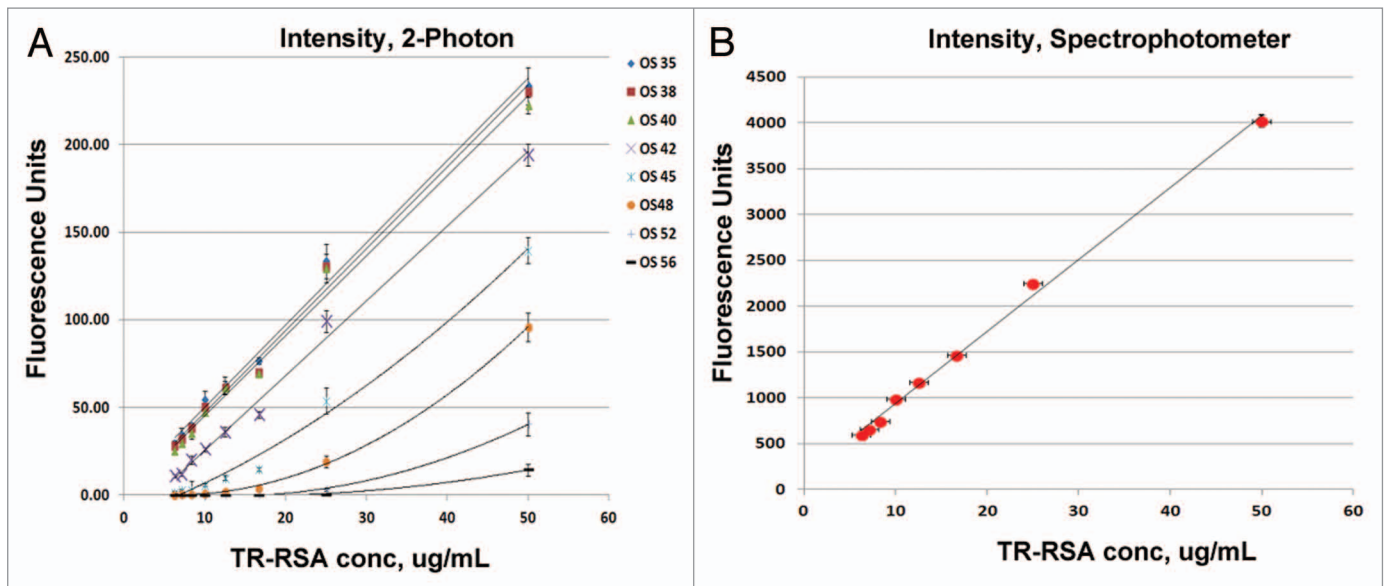 A
Intensity, 2-Photon
Fluorescence Units
250.00
200.00
150.00
100.00
50.00
0.00
0 10 20 30 40 50 60
TR-RSA conc, ug/mL
OS 35
OS 38
OS 40
OS 42
OS 45
OS48
OS 52
OS 56
B
Intensity, Spectrophotometer
Fluorescence Units
4500
4000
3500
3000
2500
2000
1500
1000
500
0
0 10 20 30 40 50 60
TR-RSA conc, ug/mL